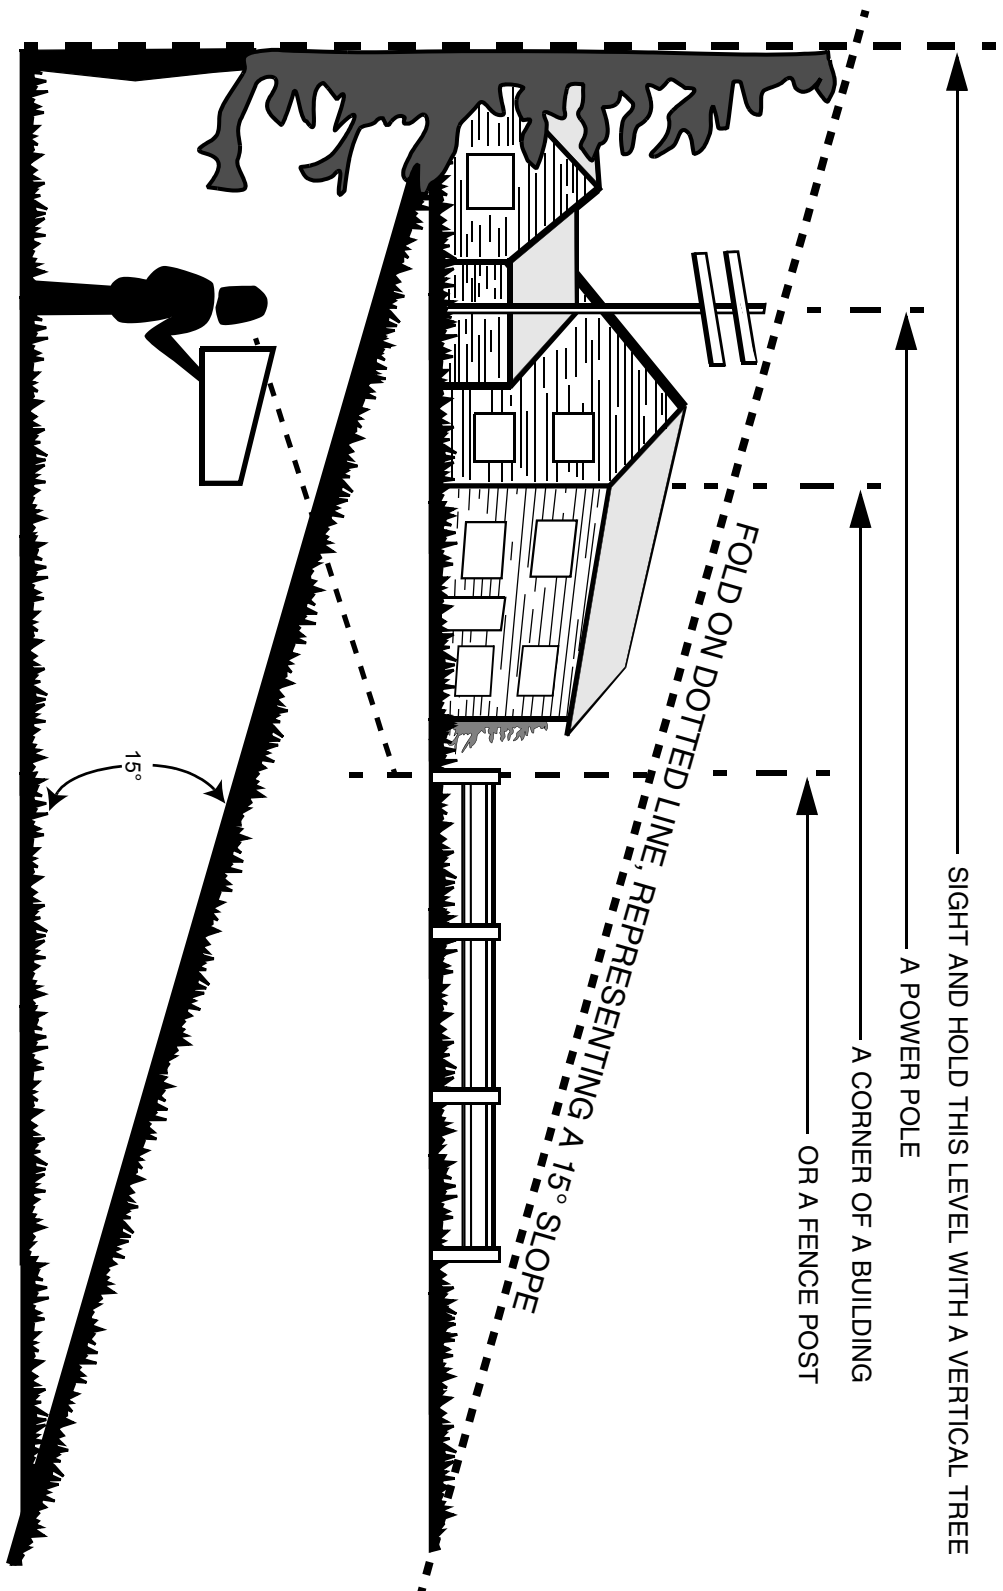 SIGHT AND HOLD THIS LEVEL WITH A VERTICAL TREE
A POWER POLE
A CORNER OF A BUILDING
OR A FENCE POST
FOLD ON DOTTED LINE, REPRESENTING A 15° SLOPE
15°